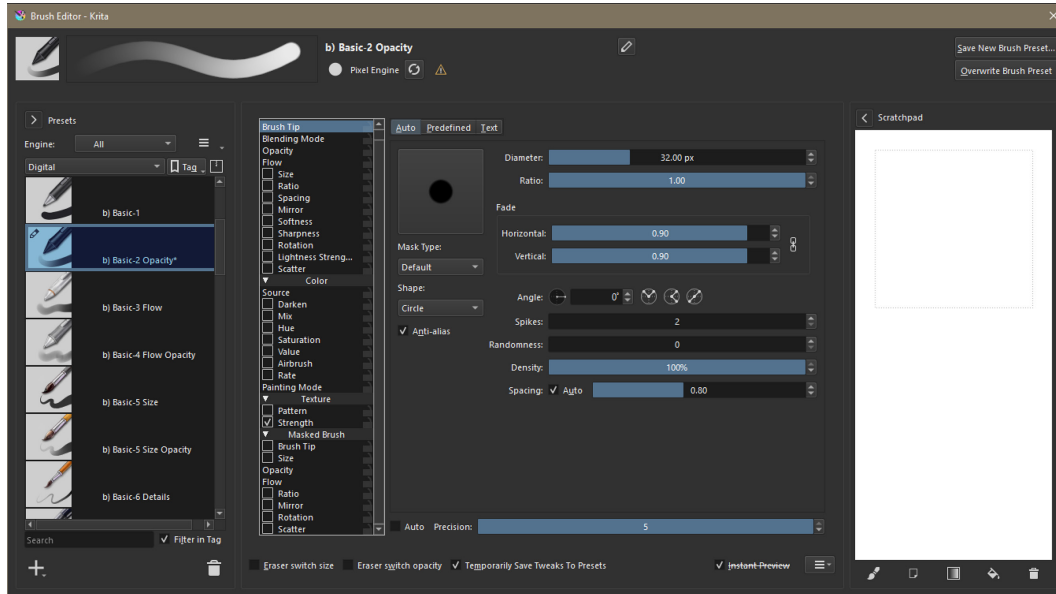 Brush Editor - Krita
b) Basic-2 Opacity
Pixel Engine
Save New Brush Preset...
Overwrite Brush Preset
Presets
Engine: All
Digital Tag
b) Basic-1
b) Basic-2 Opacity*
b) Basic-3 Flow
b) Basic-4 Flow Opacity
b) Basic-5 Size
b) Basic-5 Size Opacity
b) Basic-6 Details
Search Filter in Tag
Brush Tip
Blending Mode
Opacity
Flow
Size
Ratio
Spacing
Mirror
Softness
Sharpness
Rotation
Lightness Streng...
Scatter
Color
Source
Darken
Mix
Hue
Saturation
Value
Airbrush
Rate
Painting Mode
Texture
Pattern
Strength
Masked Brush
Brush Tip
Size
Opacity
Flow
Ratio
Mirror
Rotation
Scatter
Auto Predefined Text
Mask Type:
Default
Shape:
Circle
Anti-alias
Diameter: 32.00 px
Ratio: 1.00
Fade
Horizontal: 0.90
Vertical: 0.90
Angle: 0°
Spikes: 2
Randomness: 0
Density: 100%
Spacing: Auto 0.80
Auto Precision: 5
Eraser switch size Eraser switch opacity Temporarily Save Tweaks To Presets Instant Preview
Scratchpad